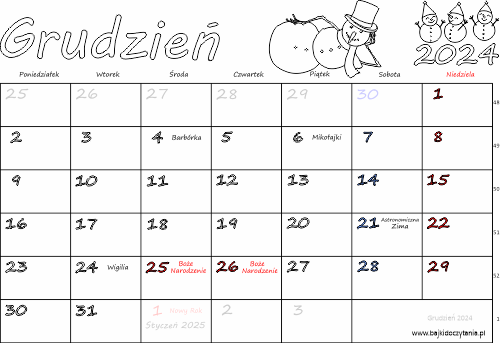 Grudzień
2024
Poniedziałek Wtorek Środa Czwartek Piątek Sobota Niedziela
25 26 27 28 29 30 1 48
2 3 4 Barbórka 5 6 Mikołajki 7 8 49
9 10 11 12 13 14 15 50
16 17 18 19 20 21 Astronomiczna Zima 22 51
23 24 Wigilia 25 Boże Narodzenie 26 Boże Narodzenie 27 28 29 52
30 31 1 Nowy Rok 2 3 1
Styczeń 2025
Grudzień 2024
www.bajkidoczytania.pl